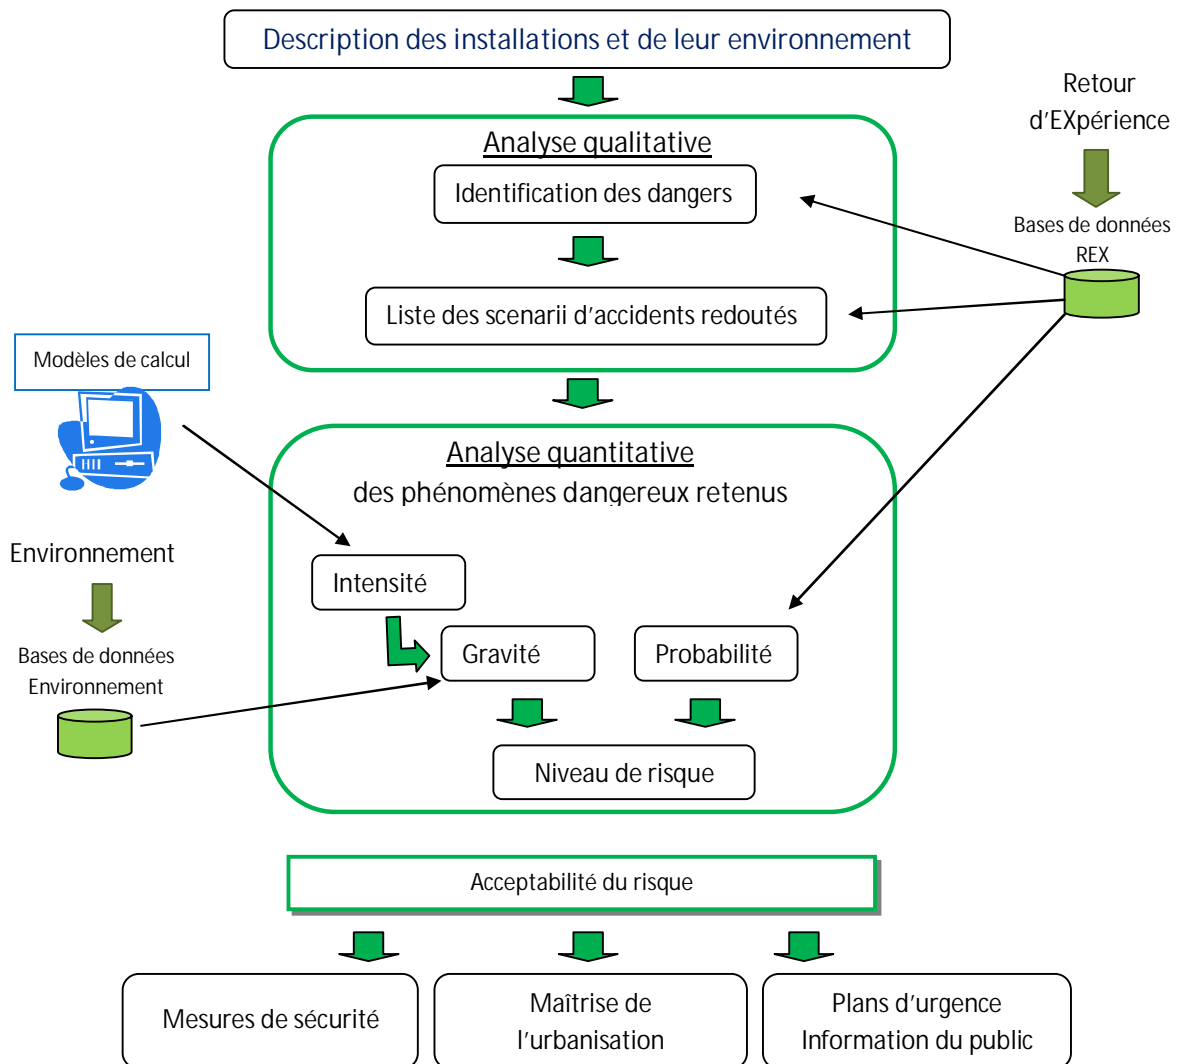 Description des installations et de leur environnement
Retour
d'EXpérience
Analyse qualitative
Identification des dangers
Bases de données
REX
Liste des scenarii d'accidents redoutés
Modèles de calcul
Analyse quantitative
des phénomènes dangereux retenus
Environnement
Intensité
Bases de données
Environnement
Gravité
Probabilité
Niveau de risque
Acceptabilité du risque
Mesures de sécurité
Maîtrise de
l'urbanisation
Plans d'urgence
Information du public